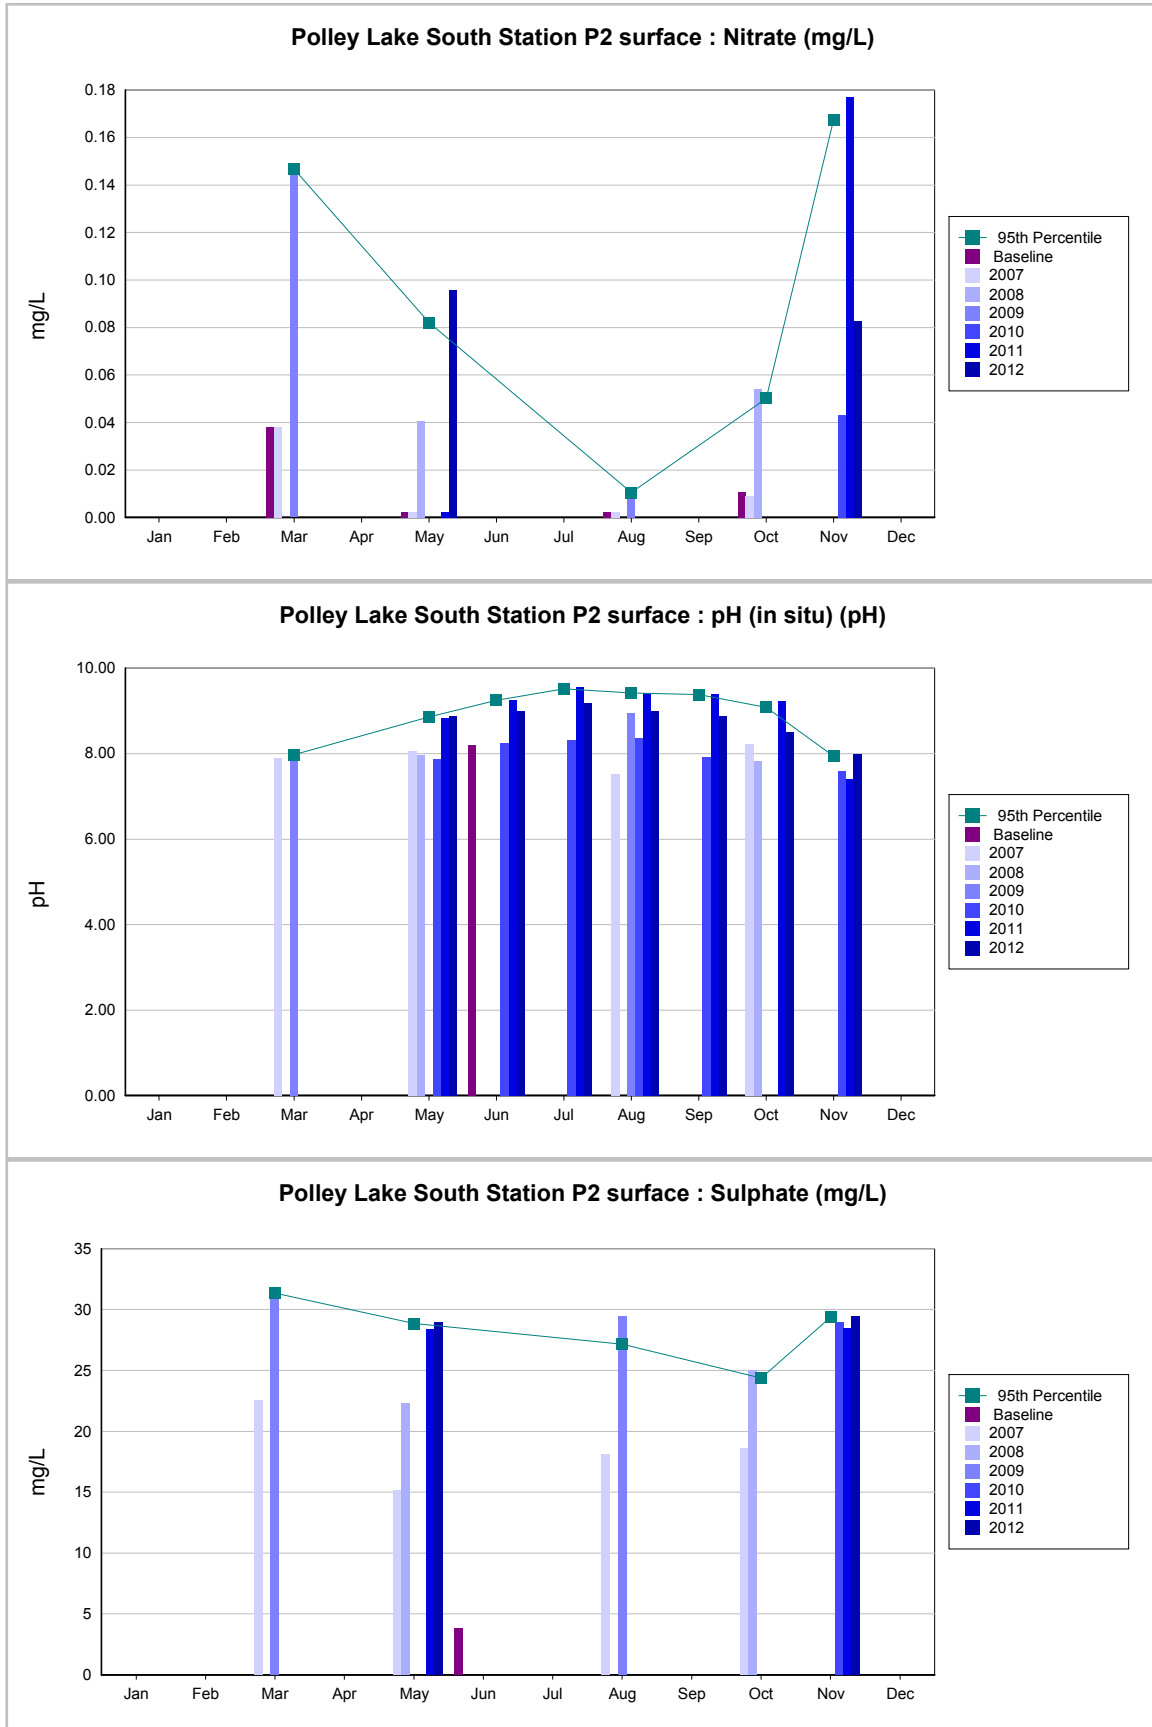 Polley Lake South Station P2 surface : Nitrate (mg/L)
0.18
0.16
0.14
0.12
0.10
0.08
0.06
0.04
0.02
0.00
mg/L
Jan Feb Mar Apr May Jun Jul Aug Sep Oct Nov Dec
95th Percentile
Baseline
2007
2008
2009
2010
2011
2012
Polley Lake South Station P2 surface : pH (in situ) (pH)
10.00
8.00
6.00
4.00
2.00
0.00
pH
Jan Feb Mar Apr May Jun Jul Aug Sep Oct Nov Dec
95th Percentile
Baseline
2007
2008
2009
2010
2011
2012
Polley Lake South Station P2 surface : Sulphate (mg/L)
35
30
25
20
15
10
5
0
mg/L
Jan Feb Mar Apr May Jun Jul Aug Sep Oct Nov Dec
95th Percentile
Baseline
2007
2008
2009
2010
2011
2012